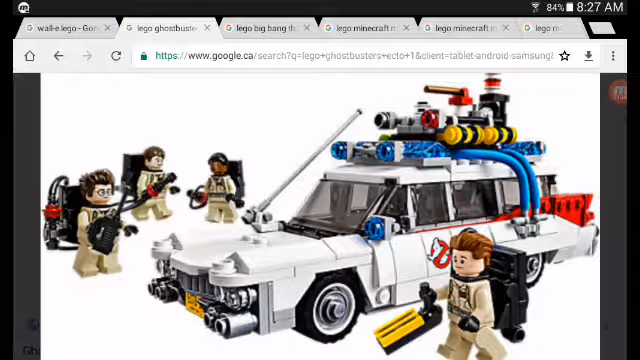 84% 8:27 AM
wall-e lego - Goo
lego ghostbuste
lego big bang th
lego minecraft m
lego minecraft m
lego m
https://www.google.ca/search?q=lego+ghostbusters+ecto+1&client=tablet-android-samsung&